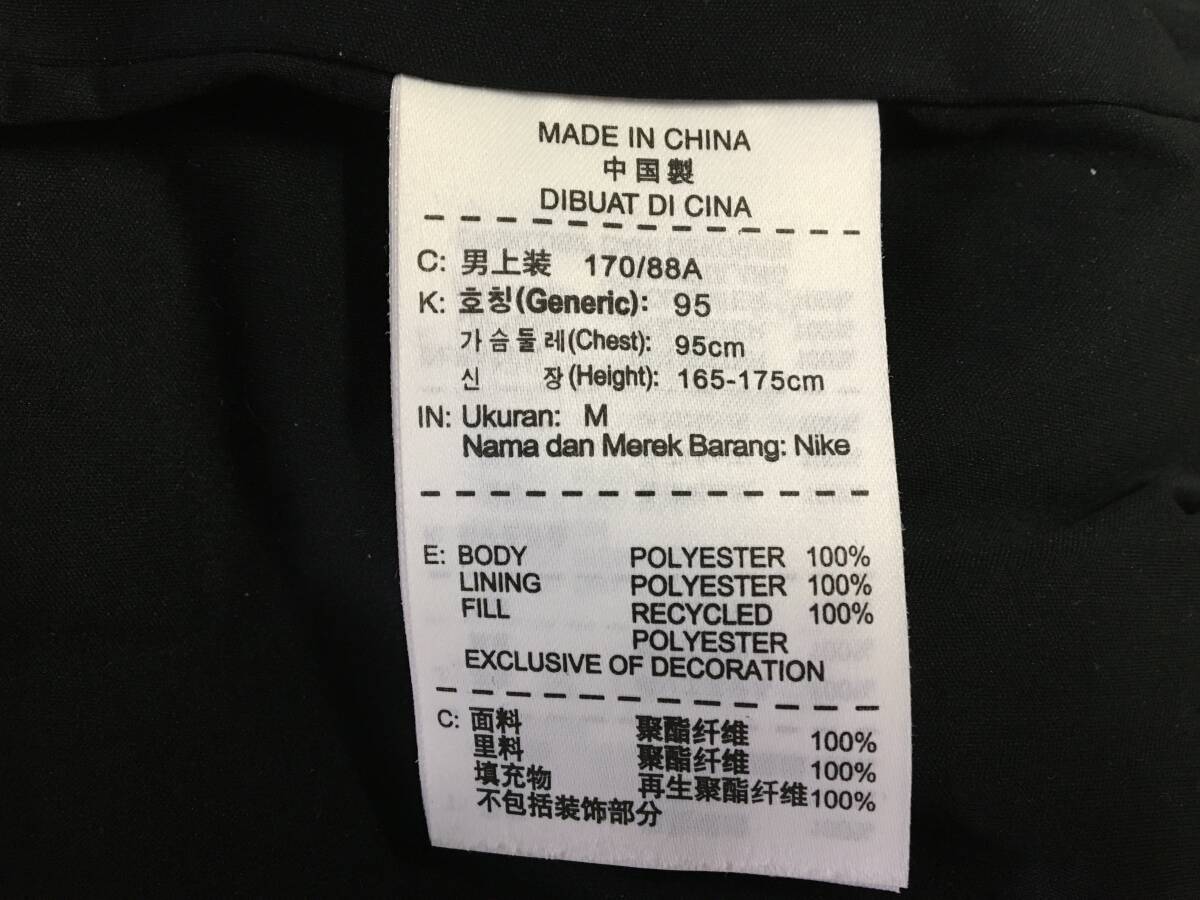 MADE IN CHINA
中国製
DIBUAT DI CINA
C: 男上装 170/88A
K: 호칭(Generic): 95
가슴둘레(Chest): 95cm
신 장(Height): 165-175cm
IN: Ukuran: M
Nama dan Merek Barang: Nike
E: BODY POLYESTER 100%
LINING POLYESTER 100%
FILL RECYCLED 100%
POLYESTER
EXCLUSIVE OF DECORATION
C: 面料 聚酯纤维 100%
里料 聚酯纤维 100%
填充物 再生聚酯纤维100%
不包括装饰部分